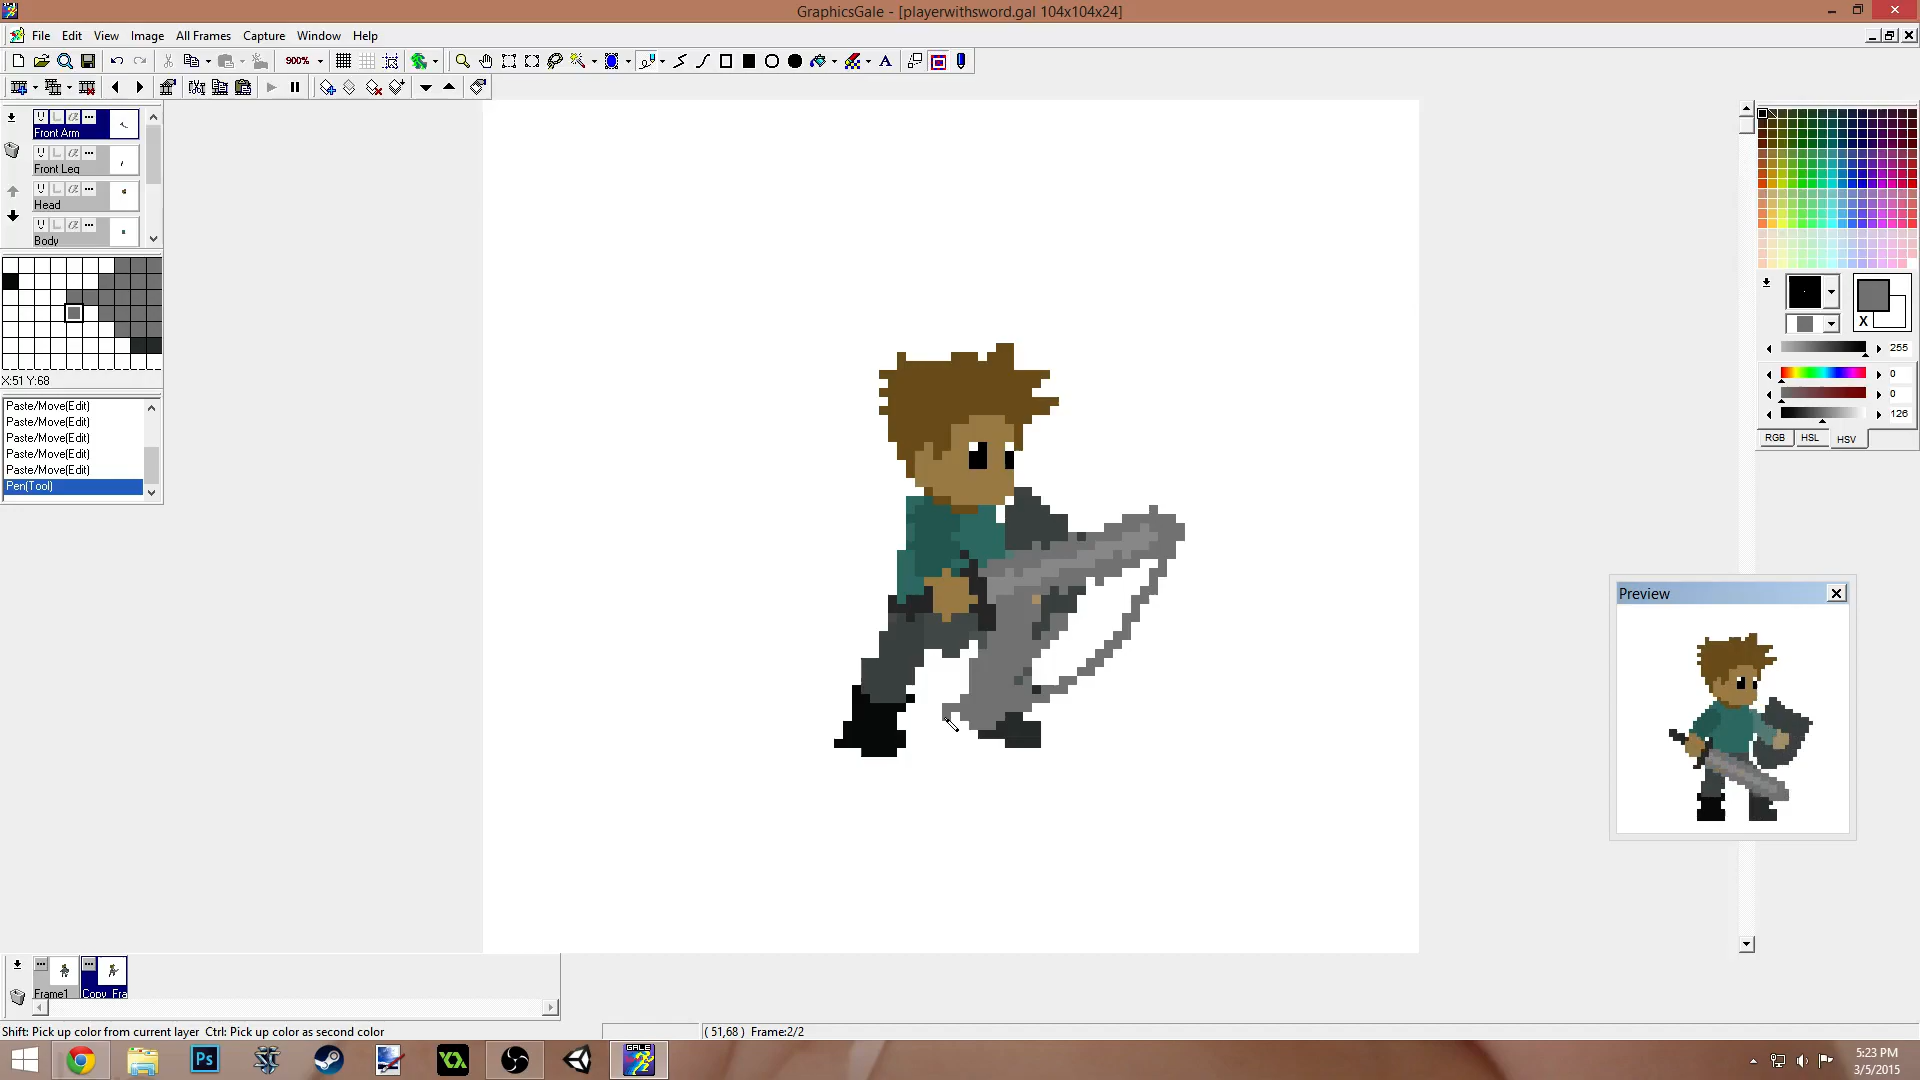 GraphicsGale - [playerwithsword.gal 104x104x24]
File Edit View Image All Frames Capture Window Help
900%
Front Arm
Front Leg
Head
Body
X:51 Y:68
Paste/Move(Edit)
Paste/Move(Edit)
Paste/Move(Edit)
Paste/Move(Edit)
Paste/Move(Edit)
Pen(Tool)
X
255
0
0
126
RGB HSL HSV
Preview
Frame1 Copy_Fra
Shift: Pick up color from current layer Ctrl: Pick up color as second color
( 51,68 ) Frame:2/2
Ps
GALE
5:23 PM
3/5/2015